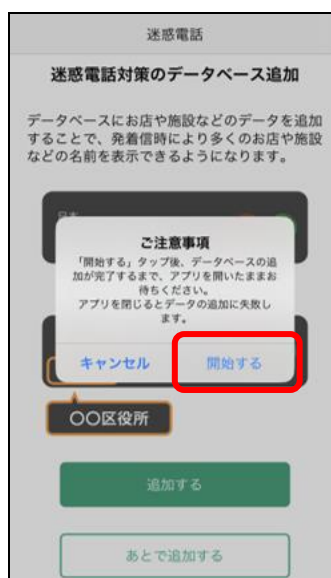 迷惑電話
迷惑電話対策のデータベース追加
データベースにお店や施設などのデータを追加
することで、発着信時により多くのお店や施設
などの名前を表示できるようになります。
ご注意事項
「開始する」タップ後、データベースの追
加が完了するまで、アプリを開いたままお
待ちください。
アプリを閉じるとデータの追加に失敗し
ます。
キャンセル
開始する
〇〇区役所
追加する
あとで追加する